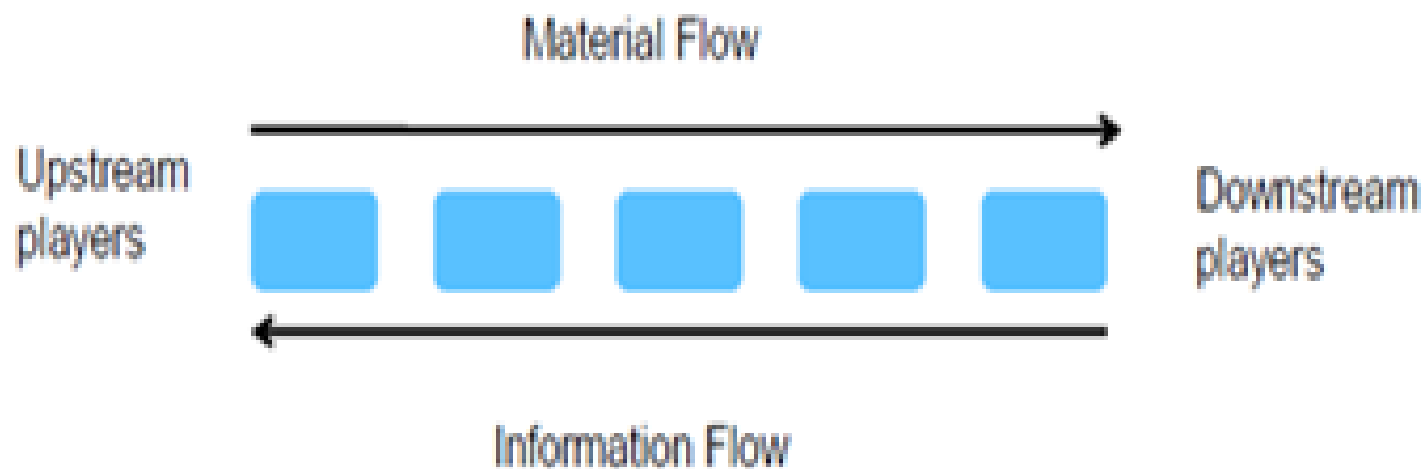 Material Flow
Upstream
players
Downstream
players
Information Flow